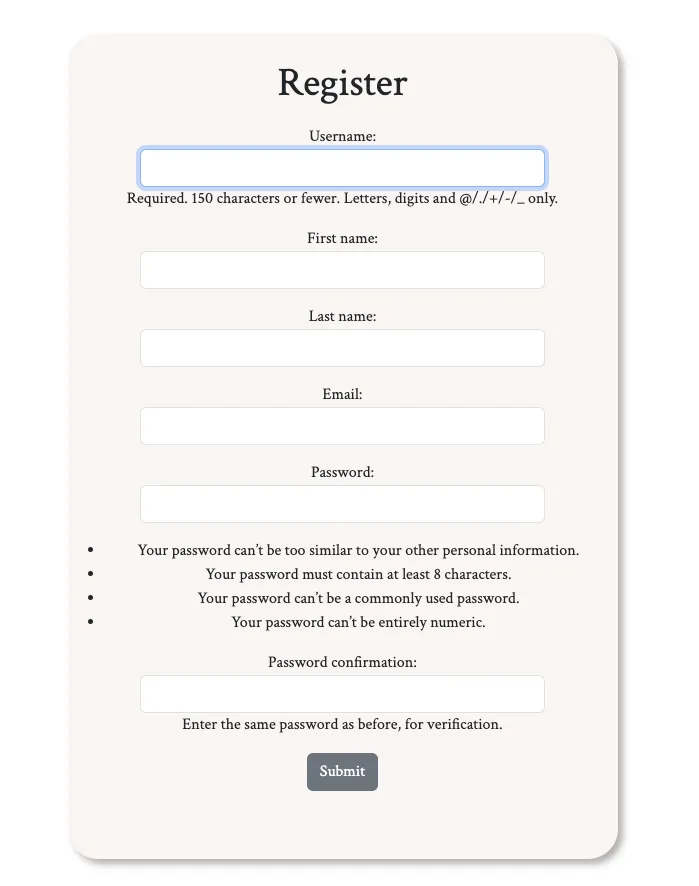 Register
Username:
Required. 150 characters or fewer. Letters, digits and @/./+/-/_ only.
First name:
Last name:
Email:
Password:
• Your password can’t be too similar to your other personal information.
• Your password must contain at least 8 characters.
• Your password can’t be a commonly used password.
• Your password can’t be entirely numeric.
Password confirmation:
Enter the same password as before, for verification.
Submit